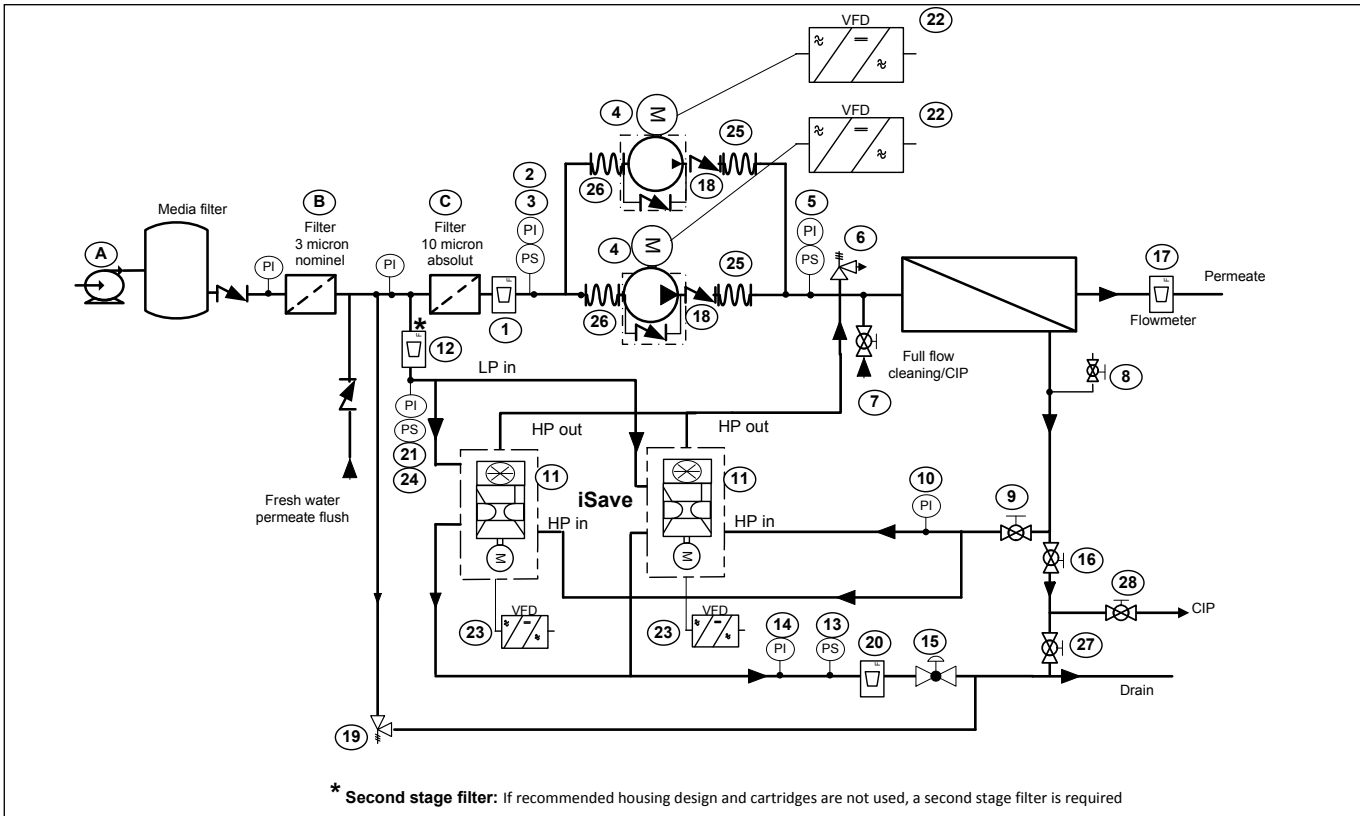 VFD
22
VFD
22
4
M
25
26
18
2
3
PI
PS
B
Filter
3 micron
nominel
C
Filter
10 micron
absolut
Media filter
A
PI
PI
F
1
4
M
25
26
18
5
PI
PS
6
17
F
Permeate
Flowmeter
*
F
12
LP in
Full flow
cleaning/CIP
7
8
PI
PS
21
24
HP out
HP out
11
iSave
11
10
PI
9
HP in
HP in
M
M
Fresh water
permeate flush
16
28
CIP
VFD
23
VFD
23
14
PI
13
PS
20
F
15
27
Drain
19
* Second stage filter: If recommended housing design and cartridges are not used, a second stage filter is required